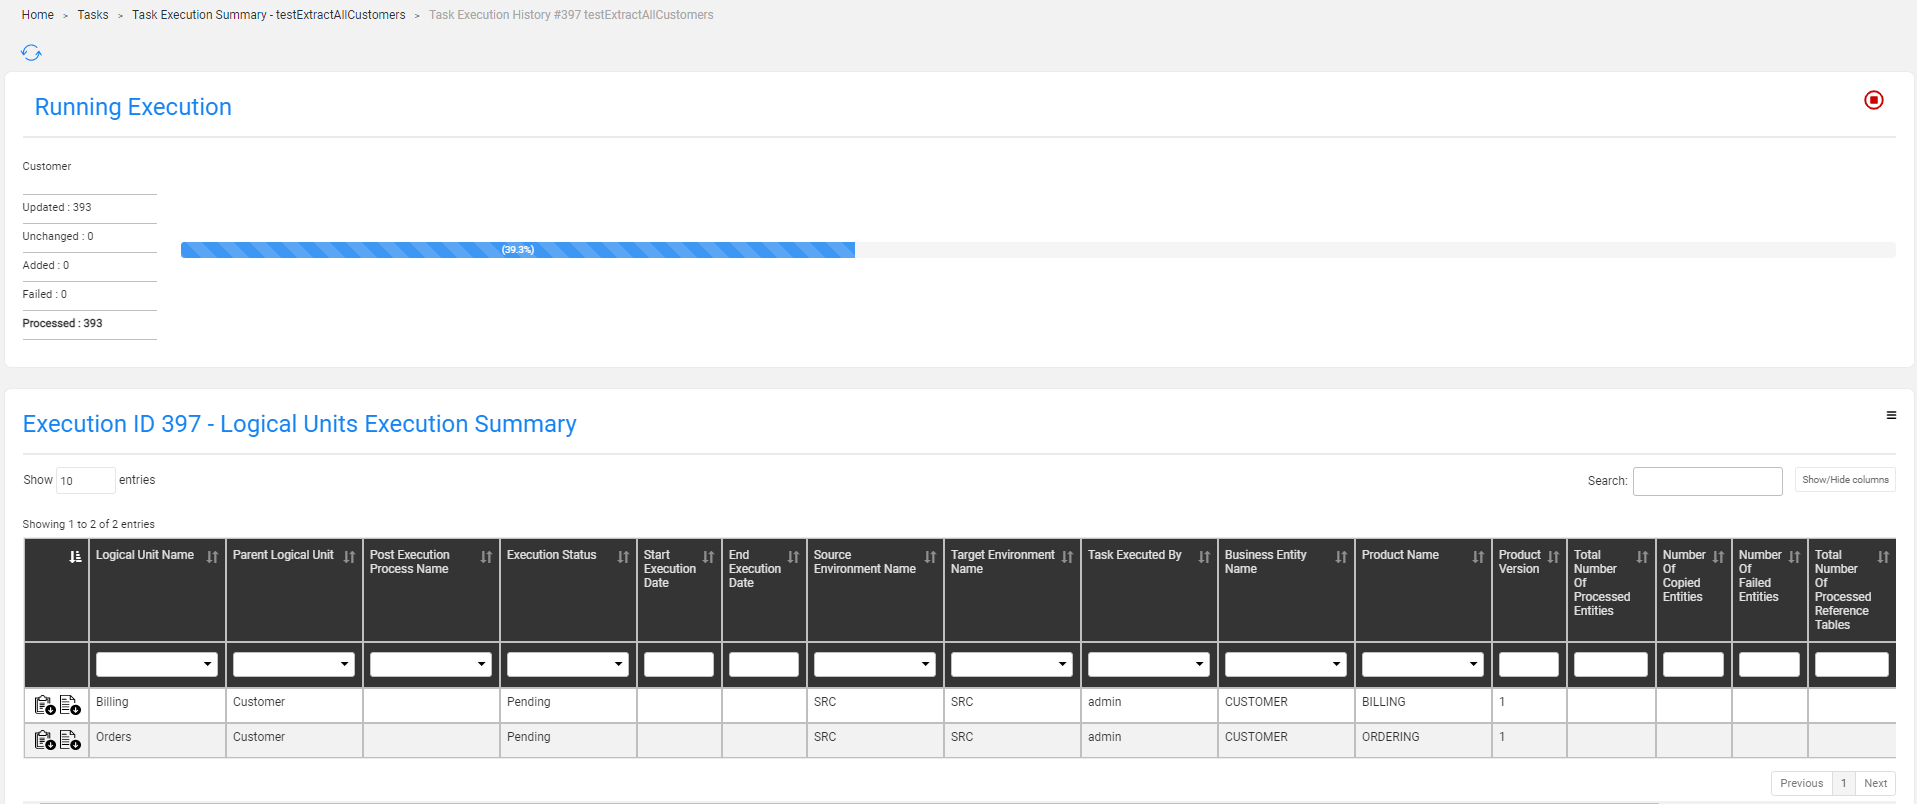 Home > Tasks > Task Execution Summary - testExtractAllCustomers > Task Execution History #397 testExtractAllCustomers
Running Execution
Customer
Updated : 393
Unchanged : 0
(39.3%)
Added : 0
Failed : 0
Processed : 393
Execution ID 397 - Logical Units Execution Summary
Show 10 entries
Search:
Show/Hide columns
Showing 1 to 2 of 2 entries
Logical Unit Name
Parent Logical Unit
Post Execution
Process Name
Execution Status
Start
Execution
Date
End
Execution
Date
Source
Environment Name
Target Environment
Name
Task Executed By
Business Entity
Name
Product Name
Product
Version
Total
Number
Of
Processed
Entities
Number
Of
Copied
Entities
Number
Of
Failed
Entities
Total
Number
Of
Processed
Reference
Tables
Billing Customer Pending SRC SRC admin CUSTOMER BILLING 1
Orders Customer Pending SRC SRC admin CUSTOMER ORDERING 1
Previous 1 Next